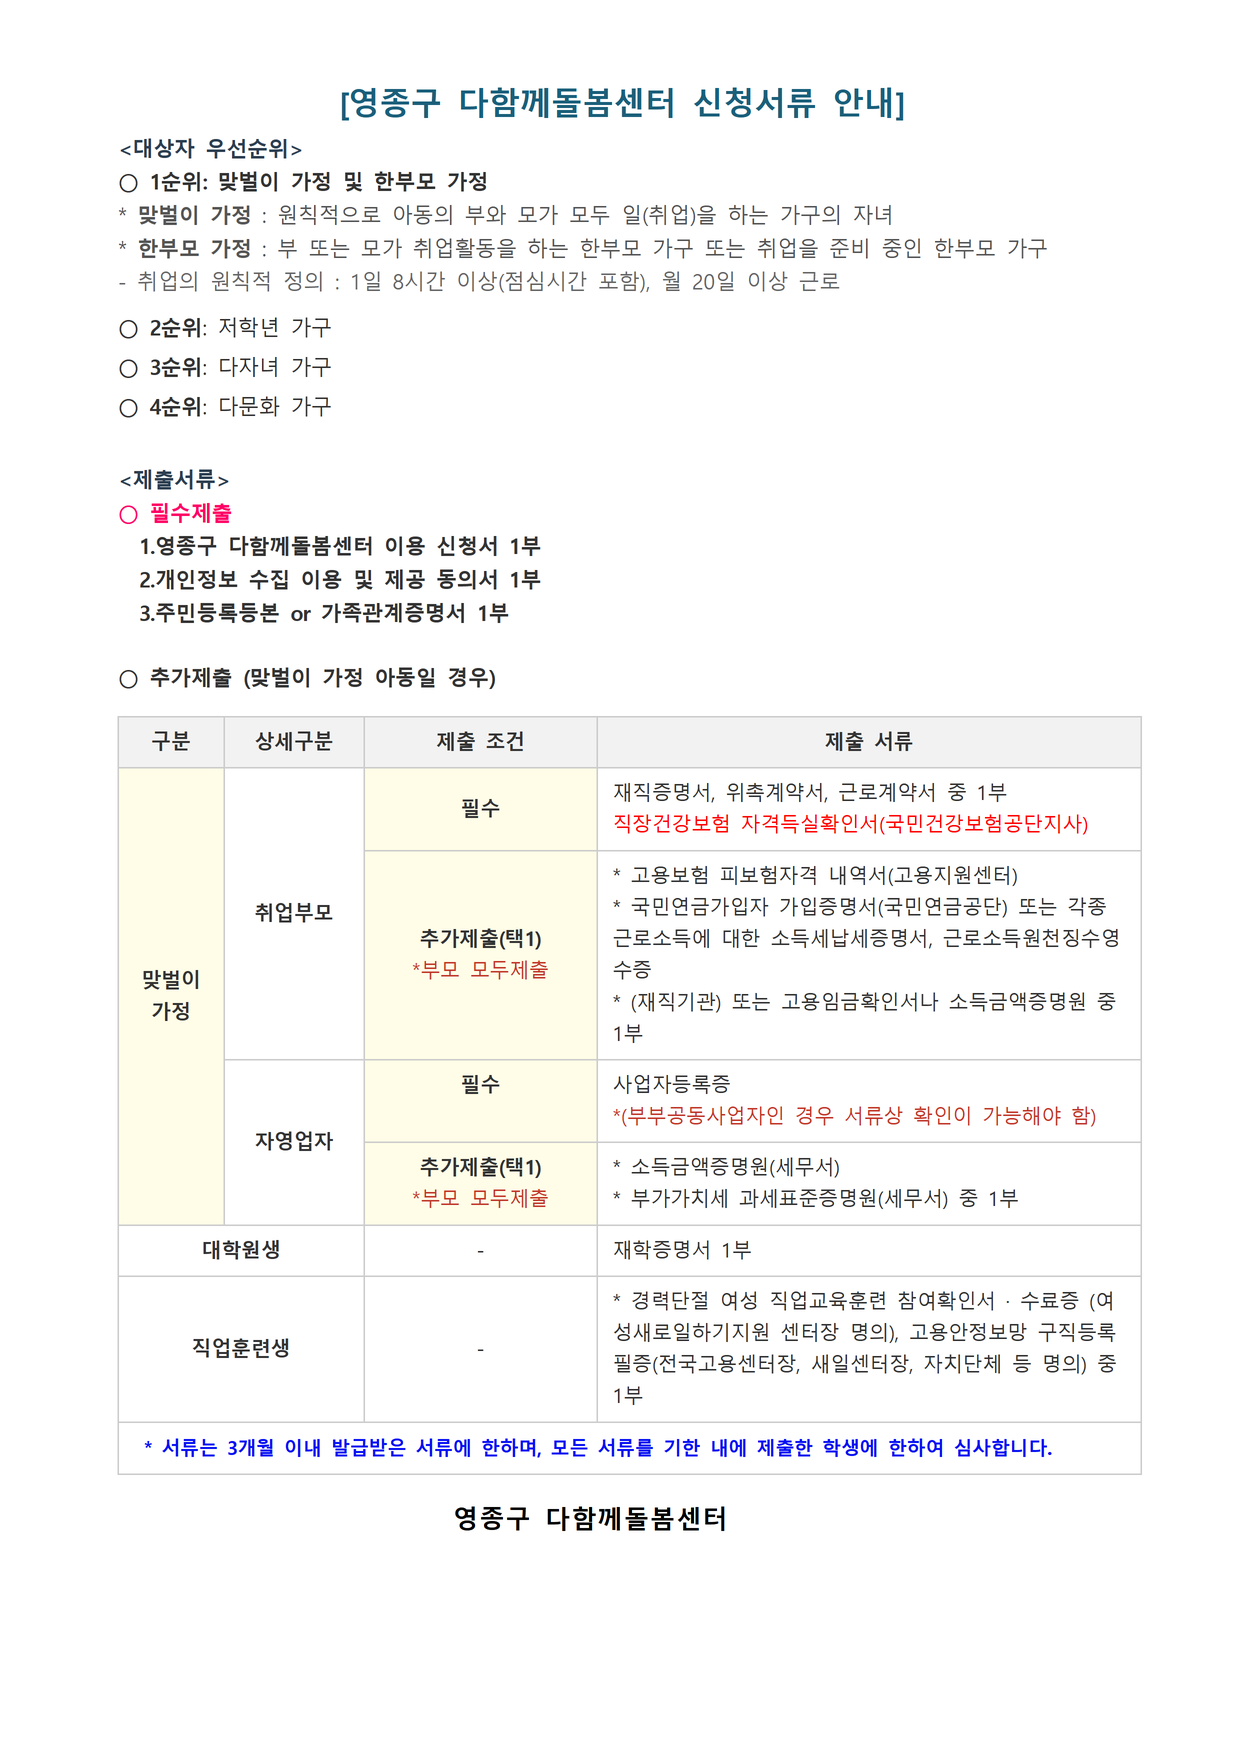 [영종구 다함께돌봄센터 신청서류 안내]
<대상자 우선순위>
○ 1순위: 맞벌이 가정 및 한부모 가정
* 맞벌이 가정 : 원칙적으로 아동의 부와 모가 모두 일(취업)을 하는 가구의 자녀
* 한부모 가정 : 부 또는 모가 취업활동을 하는 한부모 가구 또는 취업을 준비 중인 한부모 가구
- 취업의 원칙적 정의 : 1일 8시간 이상(점심시간 포함), 월 20일 이상 근로
○ 2순위: 저학년 가구
○ 3순위: 다자녀 가구
○ 4순위: 다문화 가구
<제출서류>
○ 필수제출
1.영종구 다함께돌봄센터 이용 신청서 1부
2.개인정보 수집 이용 및 제공 동의서 1부
3.주민등록등본 or 가족관계증명서 1부
○ 추가제출 (맞벌이 가정 아동일 경우)
구분 상세구분 제출 조건 제출 서류
맞벌이
가정
취업부모
필수
재직증명서, 위촉계약서, 근로계약서 중 1부
직장건강보험 자격득실확인서(국민건강보험공단지사)
추가제출(택1)
*부모 모두제출
* 고용보험 피보험자격 내역서(고용지원센터)
* 국민연금가입자 가입증명서(국민연금공단) 또는 각종
근로소득에 대한 소득세납세증명서, 근로소득원천징수영
수증
* (재직기관) 또는 고용임금확인서나 소득금액증명원 중
1부
자영업자
필수
사업자등록증
*(부부공동사업자인 경우 서류상 확인이 가능해야 함)
추가제출(택1)
*부모 모두제출
* 소득금액증명원(세무서)
* 부가가치세 과세표준증명원(세무서) 중 1부
대학원생 - 재학증명서 1부
직업훈련생 -
* 경력단절 여성 직업교육훈련 참여확인서 · 수료증 (여
성새로일하기지원 센터장 명의), 고용안정보망 구직등록
필증(전국고용센터장, 새일센터장, 자치단체 등 명의) 중
1부
* 서류는 3개월 이내 발급받은 서류에 한하며, 모든 서류를 기한 내에 제출한 학생에 한하여 심사합니다.
영종구 다함께돌봄센터